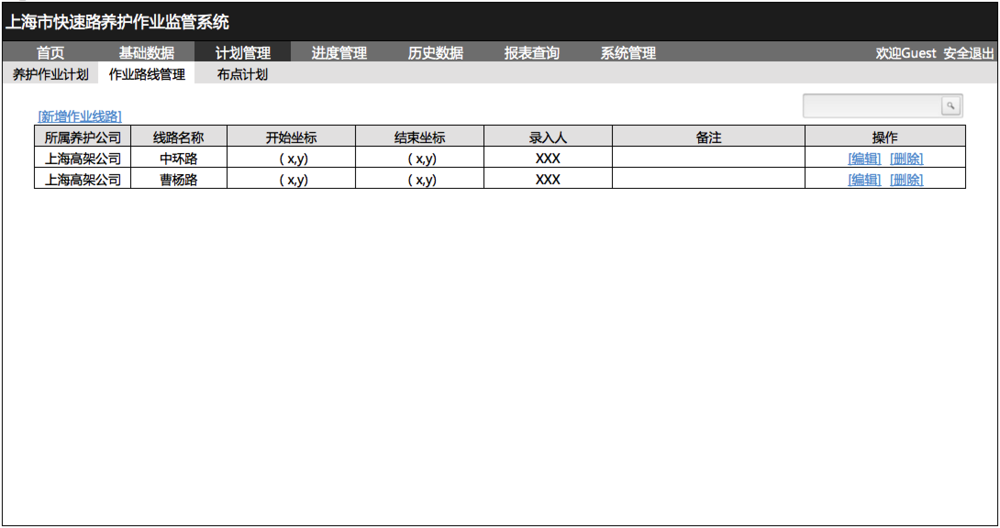 上海市快速路养护作业监管系统
首页 基础数据 计划管理 进度管理 历史数据 报表查询 系统管理 欢迎Guest 安全退出
养护作业计划 作业路线管理 布点计划
[新增作业线路]
所属养护公司 线路名称 开始坐标 结束坐标 录入人 备注 操作
上海高架公司 中环路 ( x,y) ( x,y) XXX [编辑] [删除]
上海高架公司 曹杨路 ( x,y) ( x,y) XXX [编辑] [删除]